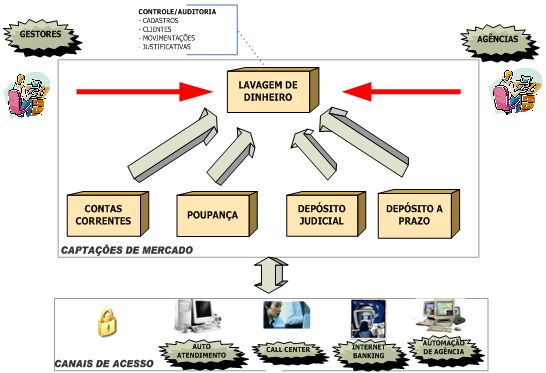 CONTROLE/AUDITORIA
- CADASTROS
- CLIENTES
- MOVIMENTAÇÕES
- JUSTIFICATIVAS
GESTORES
AGÊNCIAS
LAVAGEM DE
DINHEIRO
CONTAS
CORRENTES
POUPANÇA
DEPÓSITO
JUDICIAL
DEPÓSITO A
PRAZO
CAPTAÇÕES DE MERCADO
AUTO
ATENDIMENTO
CALL CENTER
INTERNET
BANKING
AUTOMAÇÃO
DE AGÊNCIA
CANAIS DE ACESSO